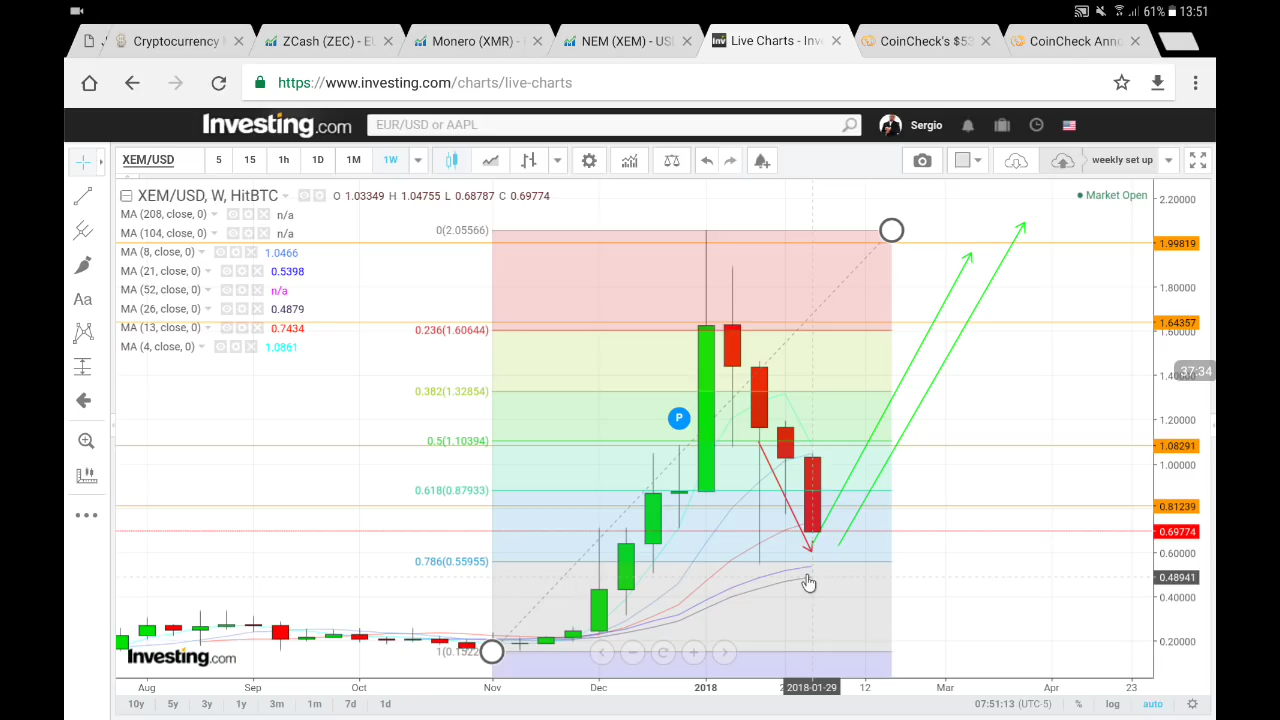 61% 13:51
Cryptocurrency
ZCash (ZEC) - EU
Monero (XMR) -
NEM (XEM) - USD
Live Charts - Inv
CoinCheck's $53
CoinCheck Anno
https://www.investing.com/charts/live-charts
Investing.com
EUR/USD or AAPL
Sergio
XEM/USD
5 15 1h 1D 1M 1W
weekly set up
XEM/USD, W, HitBTC
O 1.03349 H 1.04755 L 0.68787 C 0.69774
Market Open
MA (208, close, 0) n/a
MA (104, close, 0) n/a
MA (8, close, 0) 1.0466
MA (21, close, 0) 0.5398
MA (52, close, 0) n/a
MA (26, close, 0) 0.4879
MA (13, close, 0) 0.7434
MA (4, close, 0) 1.0861
Aa
0(2.05566)
0.236(1.60644)
0.382(1.32854)
0.5(1.10394)
0.618(0.87933)
0.786(0.55955)
P
2.20000
1.99819
1.80000
1.64357
1.60000
37:34
1.20000
1.08291
1.00000
0.81239
0.69774
0.60000
0.48941
0.40000
0.20000
Investing.com
Aug Sep Oct Nov Dec 2018 2018-01-29 12 Mar Apr 23
10y 5y 3y 1y 3m 1m 7d 1d
07:51:13 (UTC-5) % log auto